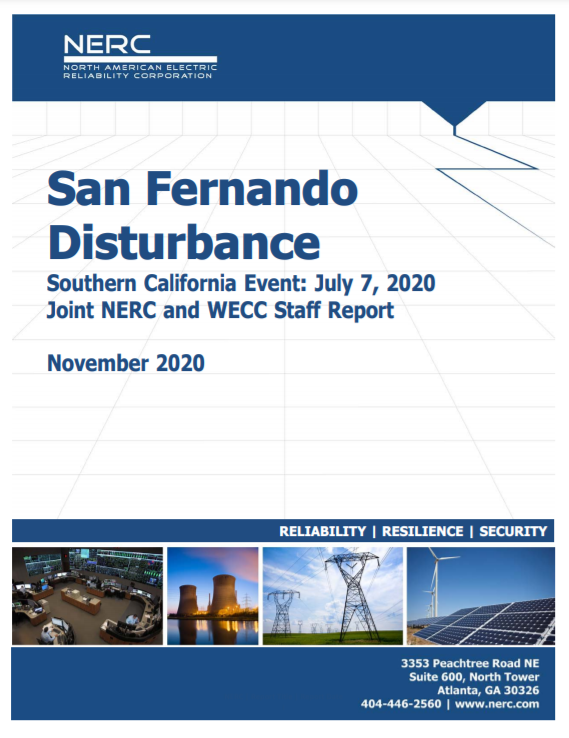 NERC
NORTH AMERICAN ELECTRIC
RELIABILITY CORPORATION
San Fernando
Disturbance
Southern California Event: July 7, 2020
Joint NERC and WECC Staff Report
November 2020
RELIABILITY | RESILIENCE | SECURITY
3353 Peachtree Road NE
Suite 600, North Tower
Atlanta, GA 30326
404-446-2560 | www.nerc.com